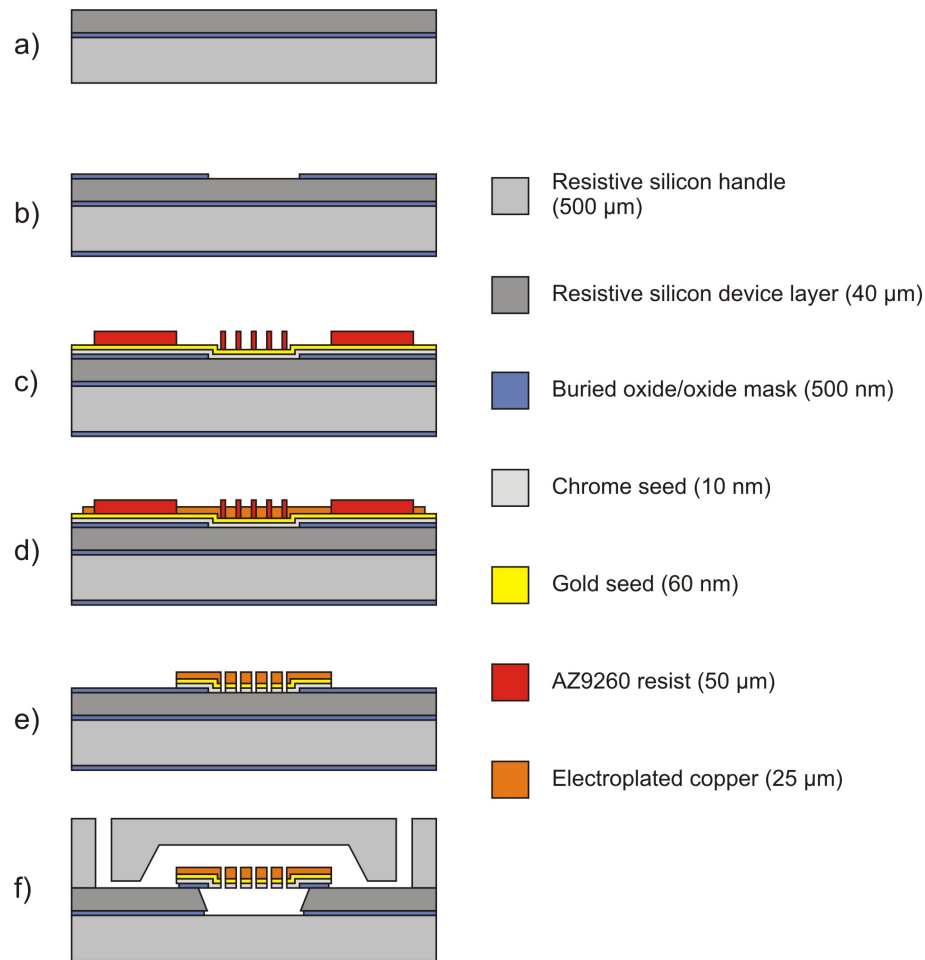 a)
b)
c)
d)
e)
f)
Resistive silicon handle
(500 µm)
Resistive silicon device layer (40 µm)
Buried oxide/oxide mask (500 nm)
Chrome seed (10 nm)
Gold seed (60 nm)
AZ9260 resist (50 µm)
Electroplated copper (25 µm)